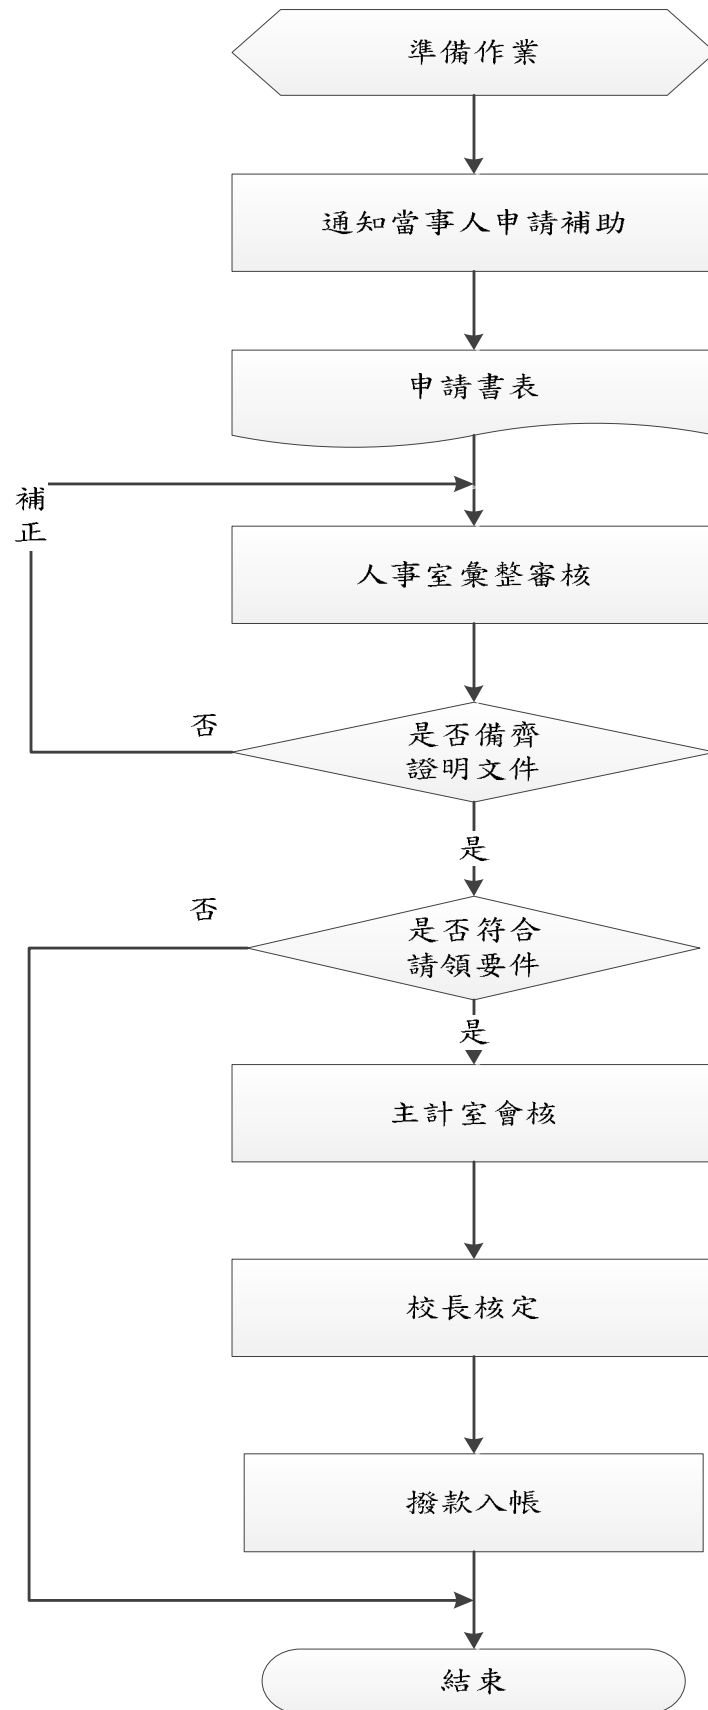 準備作業
通知當事人申請補助
申請書表
補
正
人事室彙整審核
否
是否備齊
證明文件
是
否
是否符合
請領要件
是
主計室會核
校長核定
撥款入帳
結束